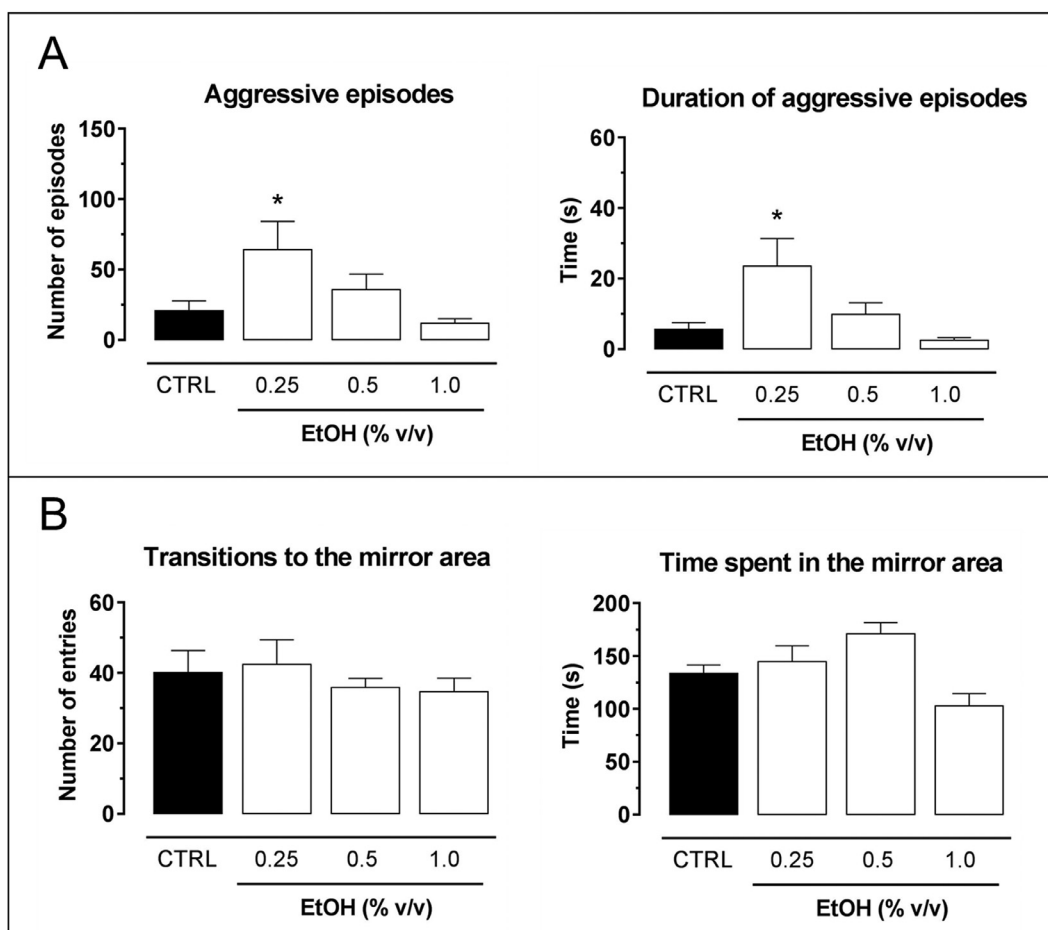 A
Aggressive episodes
Number of episodes
150
100
50
0
*
CTRL 0.25 0.5 1.0
EtOH (% v/v)
Duration of aggressive episodes
Time (s)
60
40
20
0
*
CTRL 0.25 0.5 1.0
EtOH (% v/v)
B
Transitions to the mirror area
Number of entries
60
40
20
0
CTRL 0.25 0.5 1.0
EtOH (% v/v)
Time spent in the mirror area
Time (s)
200
150
100
50
0
CTRL 0.25 0.5 1.0
EtOH (% v/v)